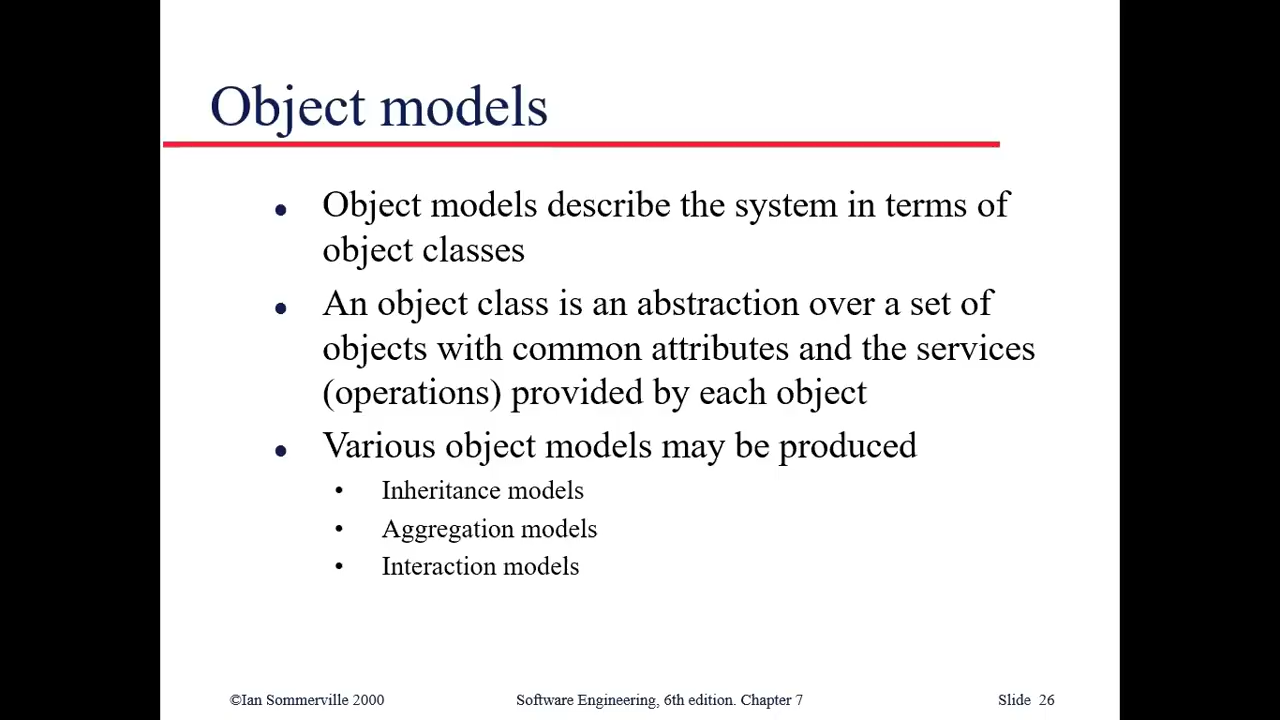 Object models
• Object models describe the system in terms of
object classes
• An object class is an abstraction over a set of
objects with common attributes and the services
(operations) provided by each object
• Various object models may be produced
• Inheritance models
• Aggregation models
• Interaction models
©Ian Sommerville 2000 Software Engineering, 6th edition. Chapter 7 Slide 26